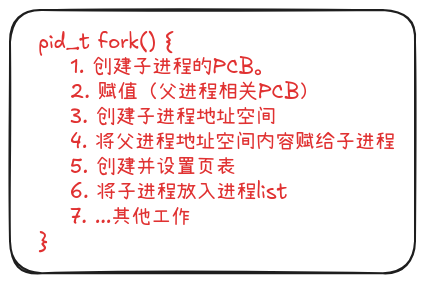 pid_t fork() {
1. 创建子进程的PCB。
2. 赋值（父进程相关PCB）
3. 创建子进程地址空间
4. 将父进程地址空间内容赋给子进程
5. 创建并设置页表
6. 将子进程放入进程list
7. ...其他工作
}